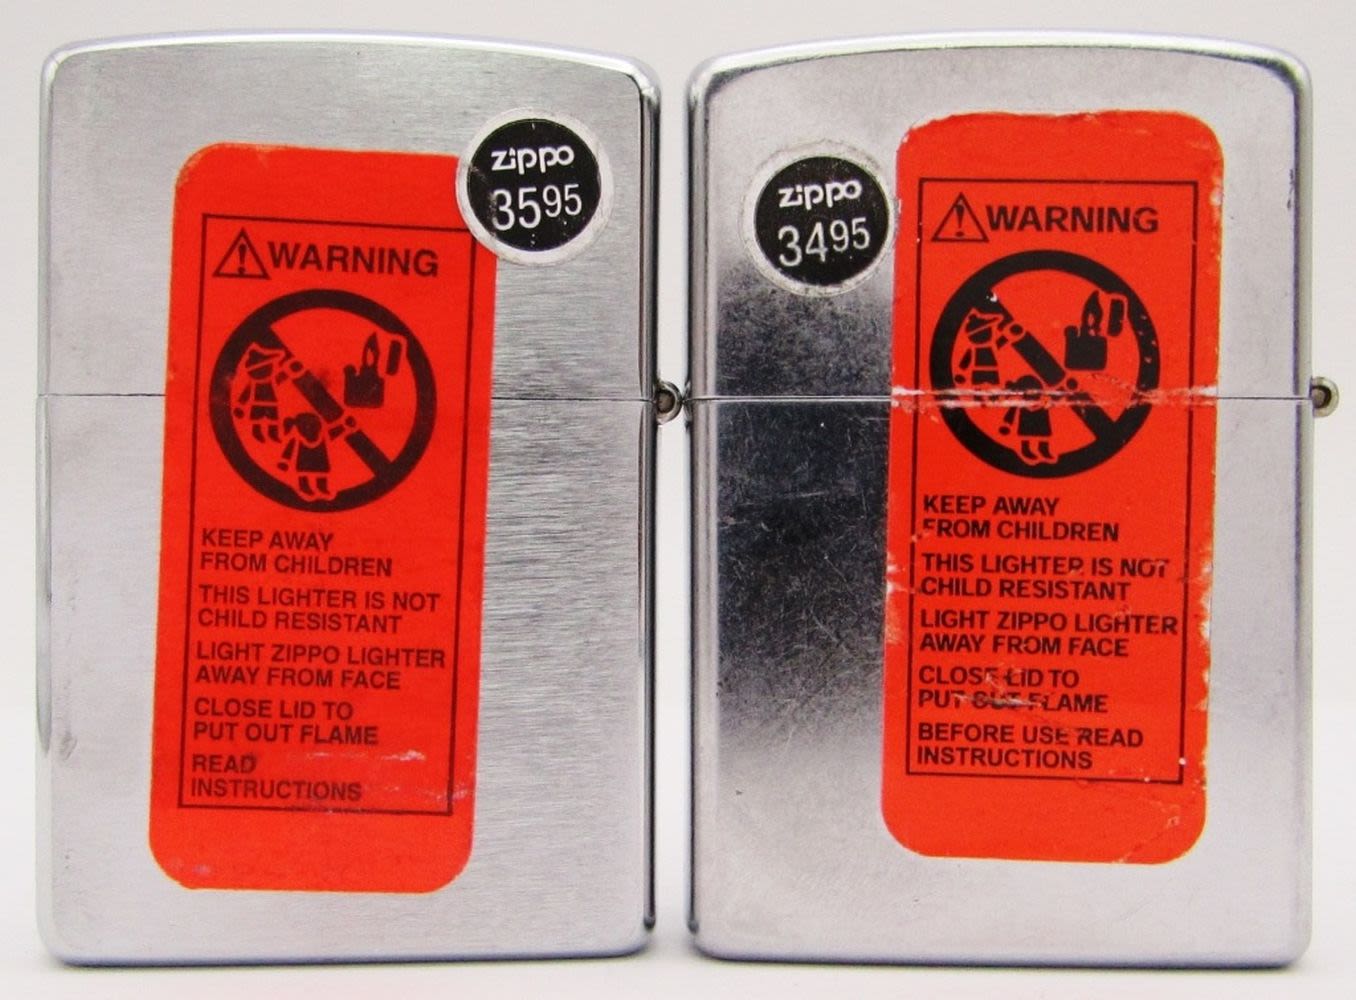 zippo
35⁹⁵
WARNING
KEEP AWAY
FROM CHILDREN
THIS LIGHTER IS NOT
CHILD RESISTANT
LIGHT ZIPPO LIGHTER
AWAY FROM FACE
CLOSE LID TO
PUT OUT FLAME
READ
INSTRUCTIONS
zippo
34⁹⁵
WARNING
KEEP AWAY
FROM CHILDREN
THIS LIGHTER IS NOT
CHILD RESISTANT
LIGHT ZIPPO LIGHTER
AWAY FROM FACE
CLOSE LID TO
PUT OUT FLAME
BEFORE USE READ
INSTRUCTIONS